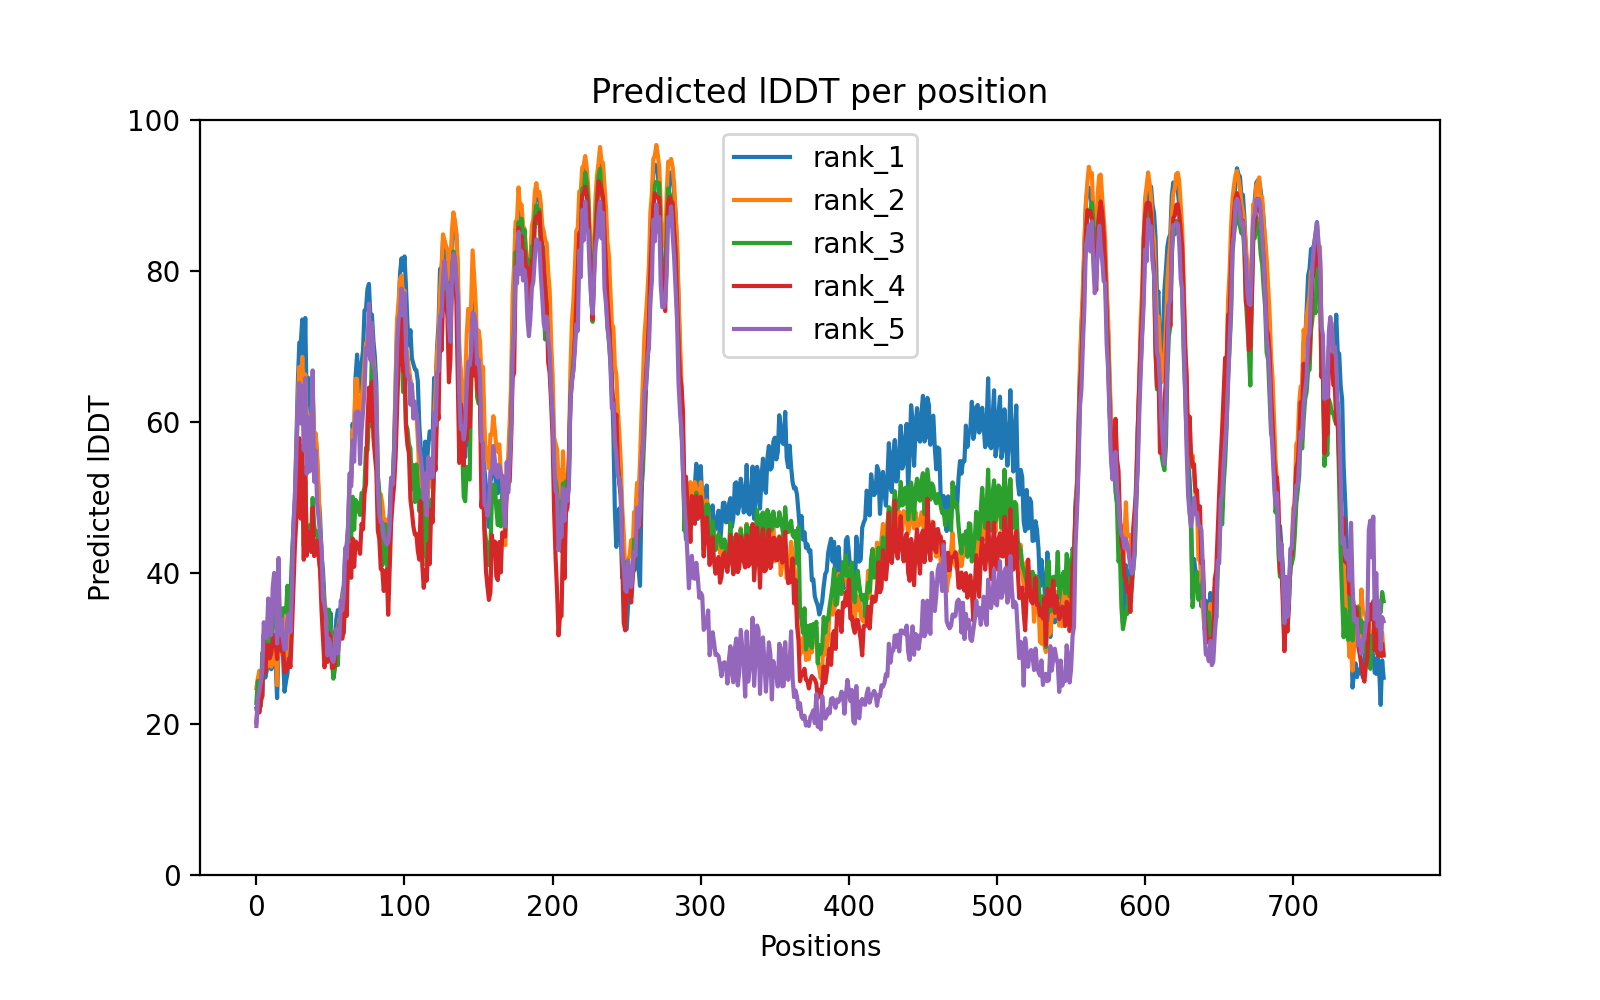 Predicted lDDT per position
100
80
60
40
20
0
Predicted lDDT
rank_1
rank_2
rank_3
rank_4
rank_5
0 100 200 300 400 500 600 700
Positions